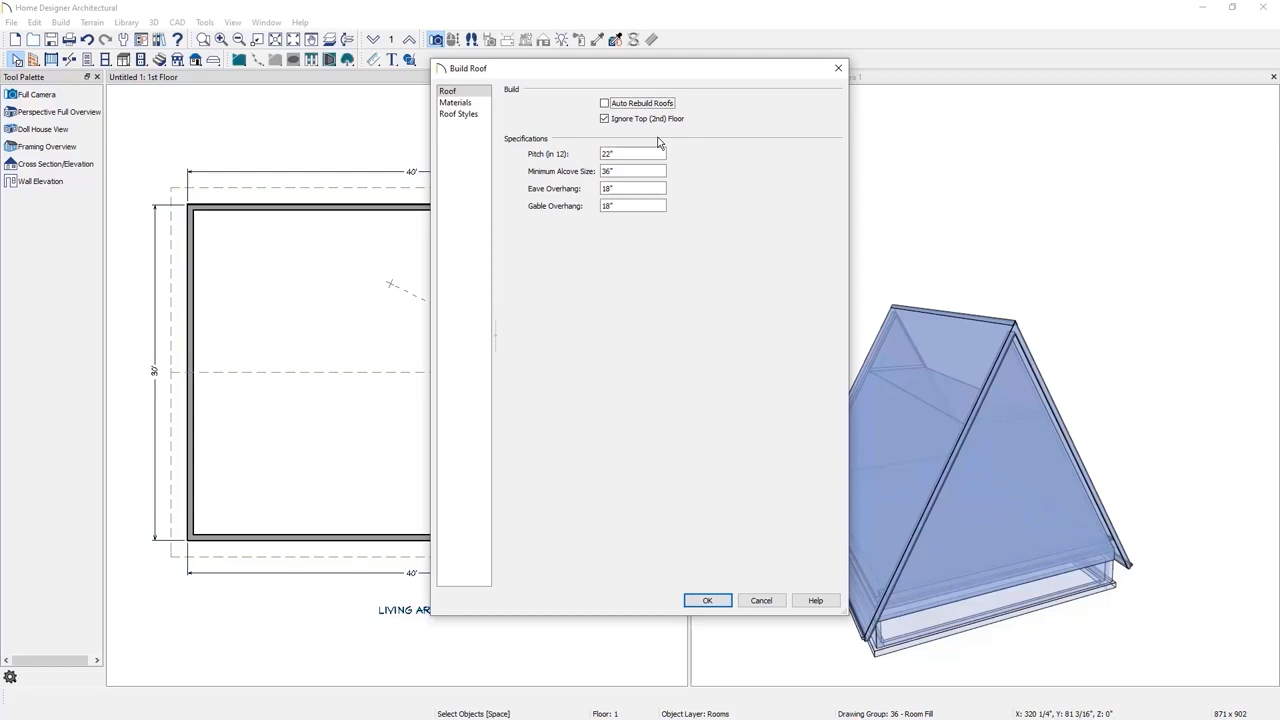 Home Designer Architectural
File Edit Build Terrain Library 3D CAD Tools View Window Help
1
Tool Palette
Untitled 1: 1st Floor
Full Camera
Perspective Full Overview
Doll House View
Framing Overview
Cross Section/Elevation
Wall Elevation
40'
30'
40'
LIVING AR
Build Roof
Roof
Materials
Roof Styles
Build
Auto Rebuild Roofs
Ignore Top (2nd) Floor
Specifications
Pitch (in 12): 22"
Minimum Alcove Size: 36"
Eave Overhang: 18"
Gable Overhang: 18"
OK Cancel Help
Select Objects [Space] Floor: 1 Object Layer: Rooms Drawing Group: 36 - Room Fill X: 320 1/4", Y: 81 3/16", Z: 0" 871 x 902